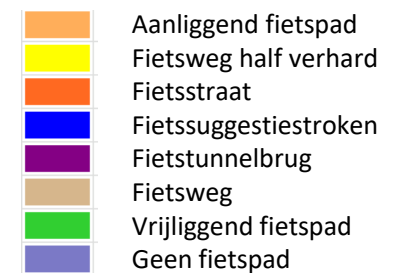 Aanliggend fietspad
Fietsweg half verhard
Fietsstraat
Fietssuggestiestroken
Fietstunnelbrug
Fietsweg
Vrijliggend fietspad
Geen fietspad